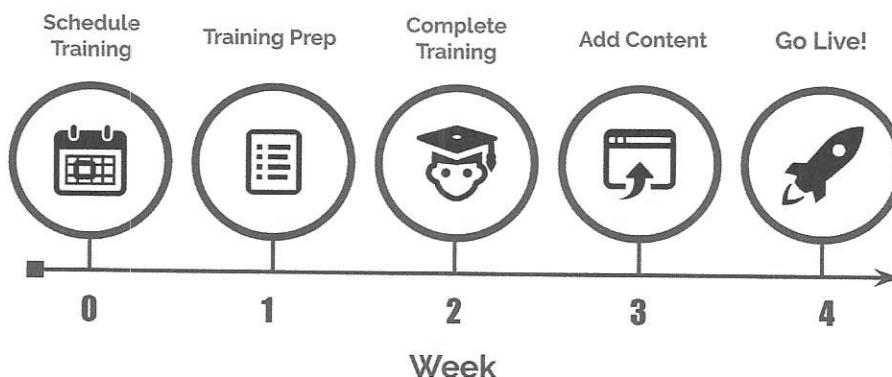 Schedule
Training
Training Prep
Complete
Training
Add Content
Go Live!
0
1
2
3
4
Week